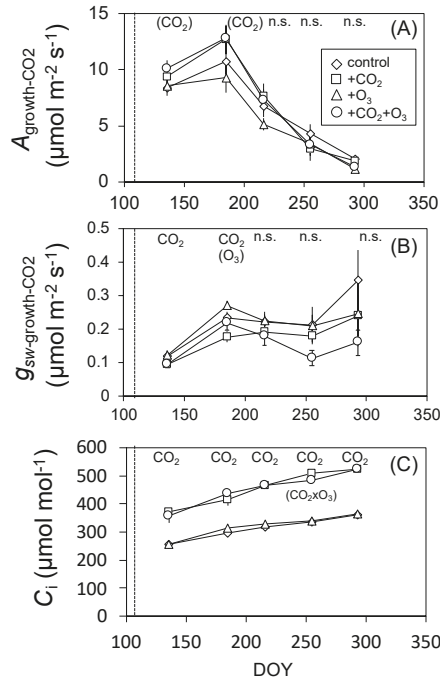 (CO₂) (CO₂) n.s. n.s. n.s. (A)
15
10
5
0
A growth-CO2
(μmol m⁻² s⁻¹)
control
+CO₂
+O₃
+CO₂+O₃
100 150 200 250 300 350
CO₂ CO₂ n.s. n.s. n.s.
(O₃)
(B)
0.5
0.4
0.3
0.2
0.1
0
g sw-growth-CO2
(μmol m⁻² s⁻¹)
100 150 200 250 300 350
CO₂ CO₂ CO₂ CO₂ CO₂
(C)
(CO₂xO₃)
600
500
400
300
200
100
0
C i
(μmol mol⁻¹)
100 150 200 250 300 350
DOY